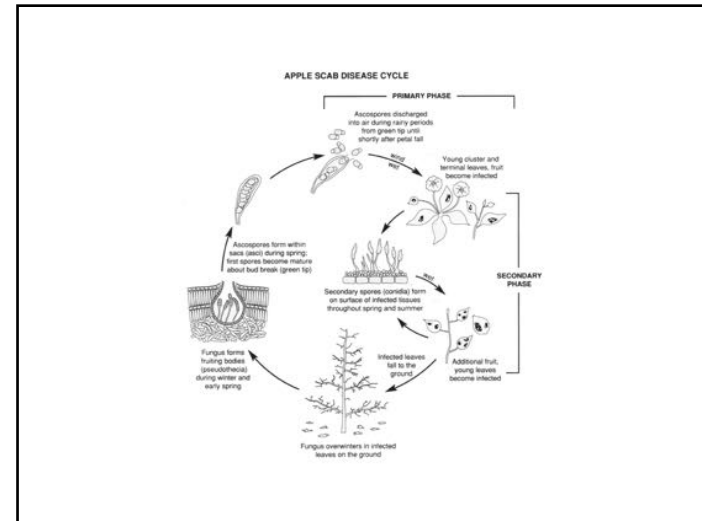 APPLE SCAB DISEASE CYCLE
PRIMARY PHASE
Ascospores discharged
into air during rainy periods
from green tip until
shortly after petal fall
wind
wet
Young cluster and
terminal leaves, fruit
become infected
Ascospores form within
sacs (asci) during spring;
first spores become mature
about bud break (green tip)
wet
SECONDARY
PHASE
Secondary spores (conidia) form
on surface of infected tissues
throughout spring and summer
Fungus forms
fruiting bodies
(pseudothecia)
during winter and
early spring
Infected leaves
fall to the
ground
Additional fruit,
young leaves
become infected
Fungus overwinters in infected
leaves on the ground